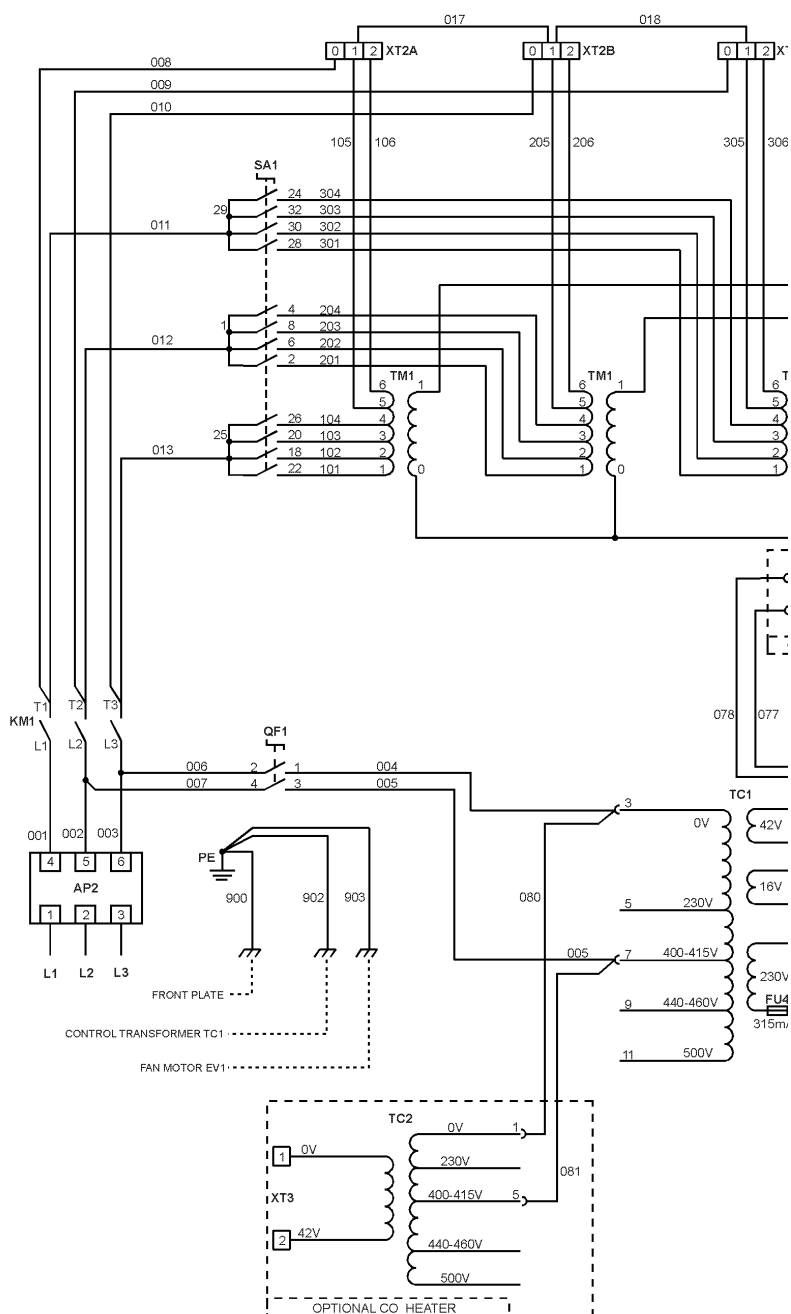 017
018
0 1 2 XT2A
0 1 2 XT2B
0 1 2 XT
008
009
010
105 106
205 206
305 306
SA1
24 304
29 32 303
011 30 302
28 301
4 204
1 8 203
012 6 202
2 201
TM1
TM1
T
6 1
5
4
3
2
1 0
6 1
5
4
3
2
1 0
6
5
4
3
2
1
26 104
25 20 103
013 18 102
22 101
078 077
T1 T2 T3
KM1
L1 L2 L3
QF1
006 2 1 004
007 4 3 005
TC1
3 0V
42V
16V
5 230V
005 7 400-415V
230V
9 440-460V
FU4
315m
11 500V
001 002 003
4 5 6
AP2
1 2 3
L1 L2 L3
PE
900 902 903
080
FRONT PLATE
CONTROL TRANSFORMER TC1
FAN MOTOR EV1
TC2
0V 1
1 0V
230V
081
XT3
400-415V 5
2 42V
440-460V
500V
OPTIONAL CO HEATER